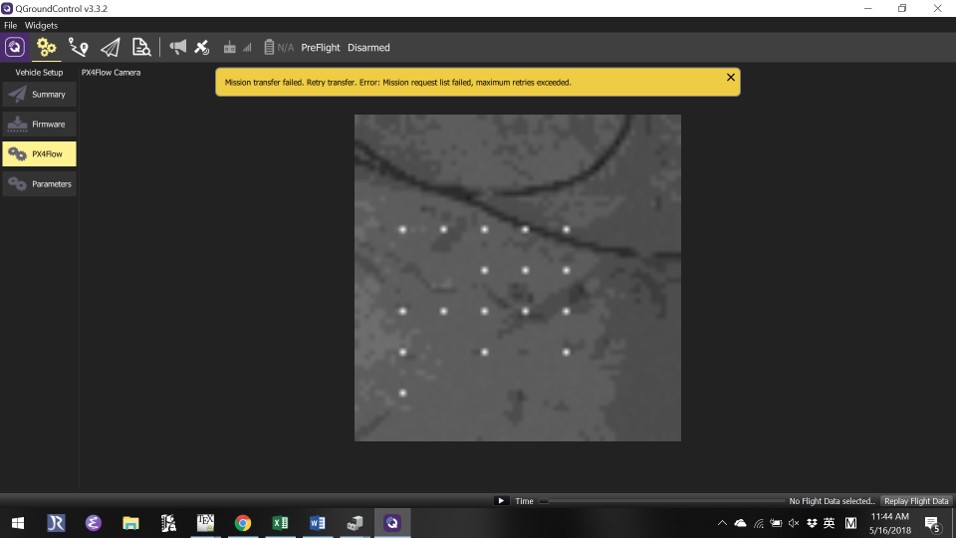 QGroundControl v3.3.2
File Widgets
N/A PreFlight Disarmed
Vehicle Setup
PX4Flow Camera
Mission transfer failed. Retry transfer. Error: Mission request list failed, maximum retries exceeded.
Summary
Firmware
PX4Flow
Parameters
Time
No Flight Data selected...
Replay Flight Data
英
M
11:44 AM
5/16/2018
5